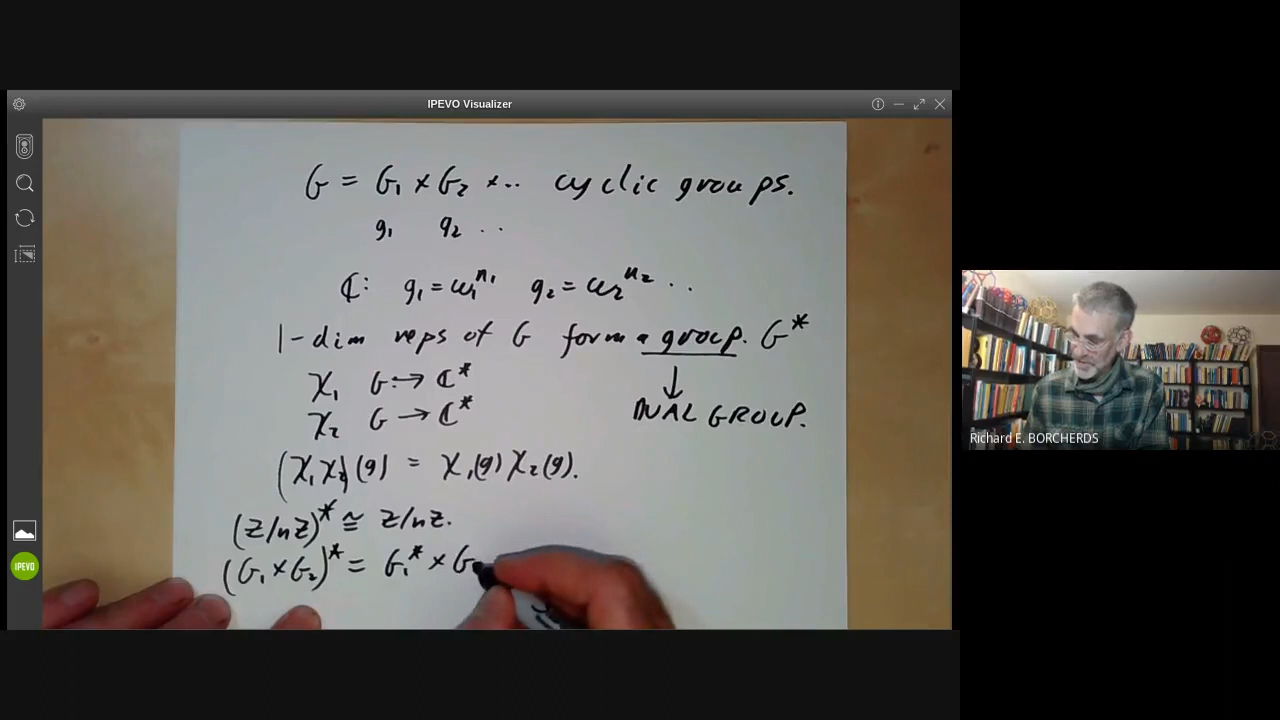 IPEVO Visualizer
G = G₁ × G₂ ×·· cyclic groups.
g₁ g₂ ··
ℂ: g₁ = ω₁^n₁ g₂ = ω₂^n₂ ··
1-dim reps of G form a group. G*
χ₁ G: → ℂ*
χ₂ G → ℂ*
DUAL GROUP.
(χ₁χ₂)(g) = χ₁(g)χ₂(g).
(Z/nZ)* ≅ Z/nZ.
(G₁ × G₂)* = G₁* × G
IPEVO
Richard E. BORCHERDS